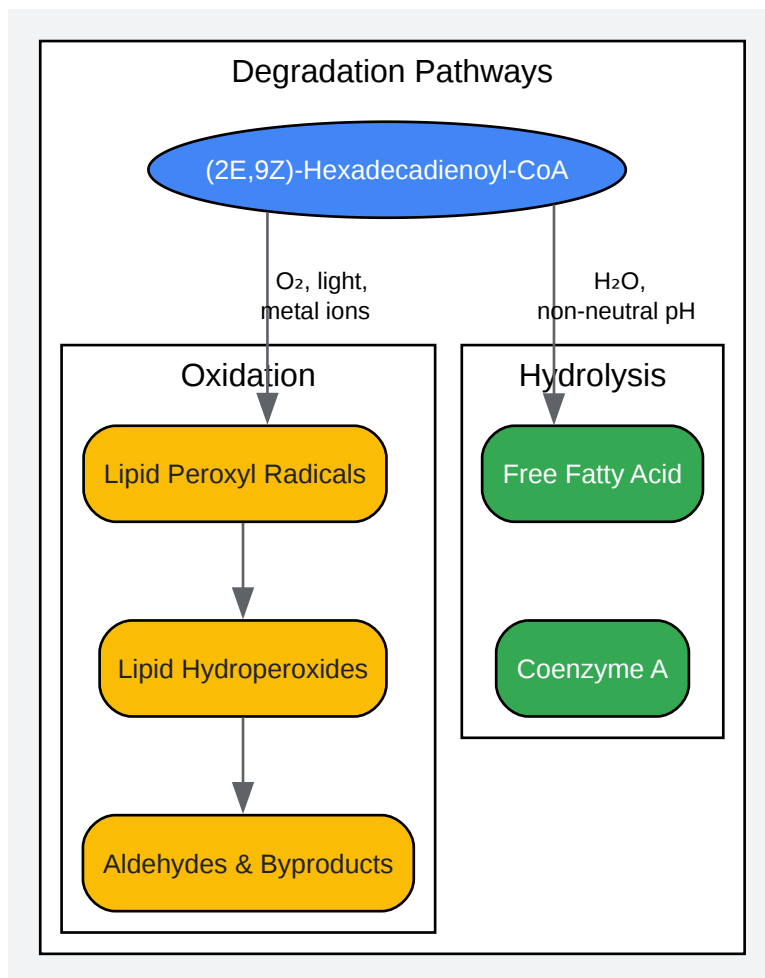 Degradation Pathways
(2E,9Z)-Hexadecadienoyl-CoA
O₂, light,
metal ions
H₂O,
non-neutral pH
Oxidation
Lipid Peroxyl Radicals
Lipid Hydroperoxides
Aldehydes & Byproducts
Hydrolysis
Free Fatty Acid
Coenzyme A